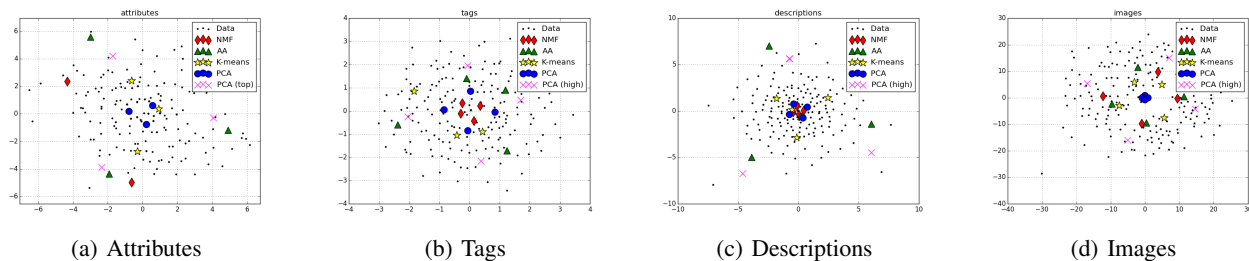 attributes
Data
NMF
AA
K-means
PCA
PCA (top)
6
4
2
0
−2
−4
−6
−6 −4 −2 0 2 4 6
(a) Attributes
tags
Data
NMF
AA
K-means
PCA
PCA (high)
4
3
2
1
0
−1
−2
−3
−4
−4 −3 −2 −1 0 1 2 3 4
(b) Tags
descriptions
Data
NMF
AA
K-means
PCA
PCA (high)
10
5
0
−5
−10
−10 −5 0 5 10
(c) Descriptions
images
Data
NMF
AA
K-means
PCA
PCA (high)
30
20
10
0
−10
−20
−30
−40
−40 −30 −20 −10 0 10 20 30
(d) Images